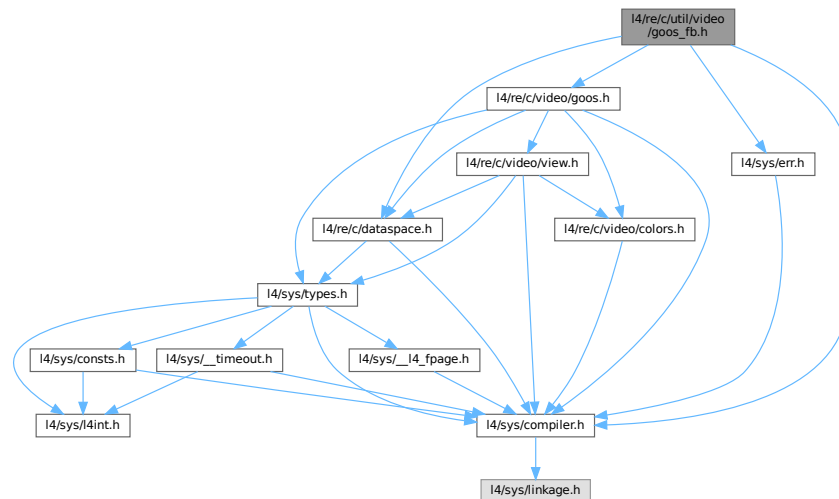 l4/re/c/util/video
/goos_fb.h
l4/re/c/video/goos.h
l4/re/c/video/view.h
l4/sys/err.h
l4/re/c/dataspace.h
l4/re/c/video/colors.h
l4/sys/types.h
l4/sys/consts.h
l4/sys/__timeout.h
l4/sys/__l4_fpage.h
l4/sys/l4int.h
l4/sys/compiler.h
l4/sys/linkage.h